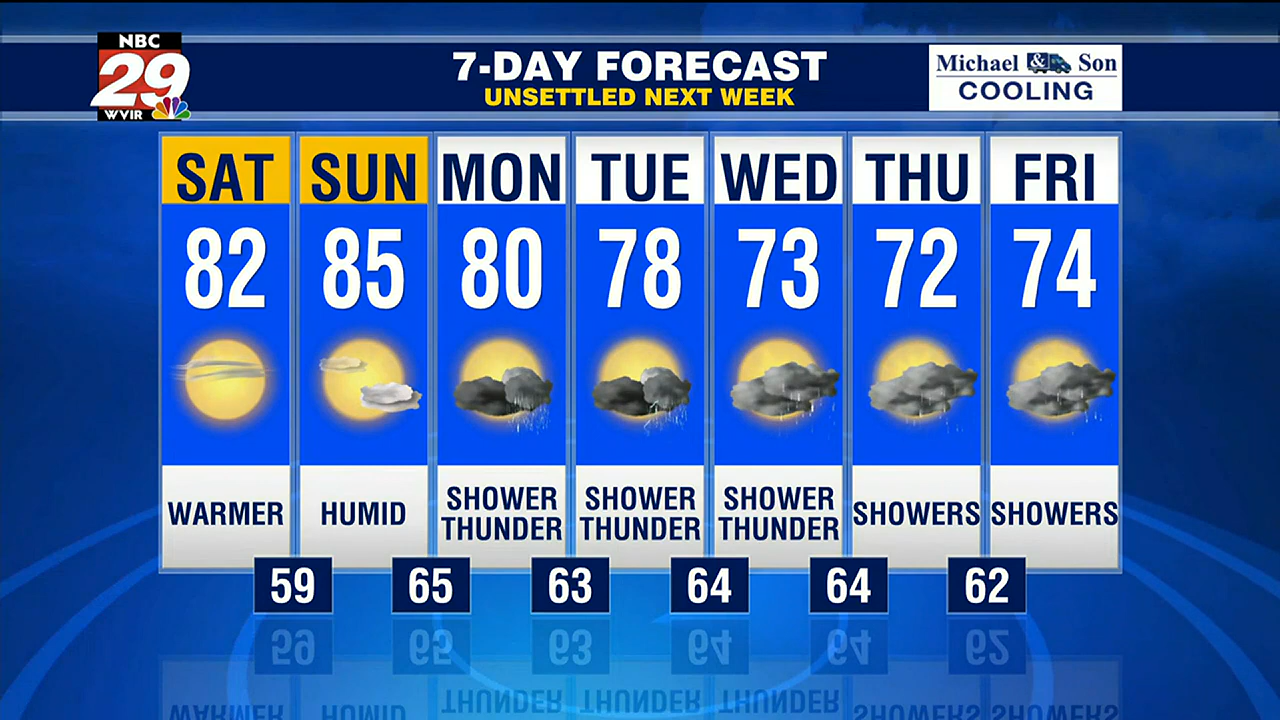 NBC
29
WVIR
7-DAY FORECAST
UNSETTLED NEXT WEEK
Michael & Son
COOLING
SAT SUN MON TUE WED THU FRI
82 85 80 78 73 72 74
WARMER HUMID SHOWER THUNDER SHOWER THUNDER SHOWER THUNDER SHOWERS SHOWERS
59 65 63 64 64 62